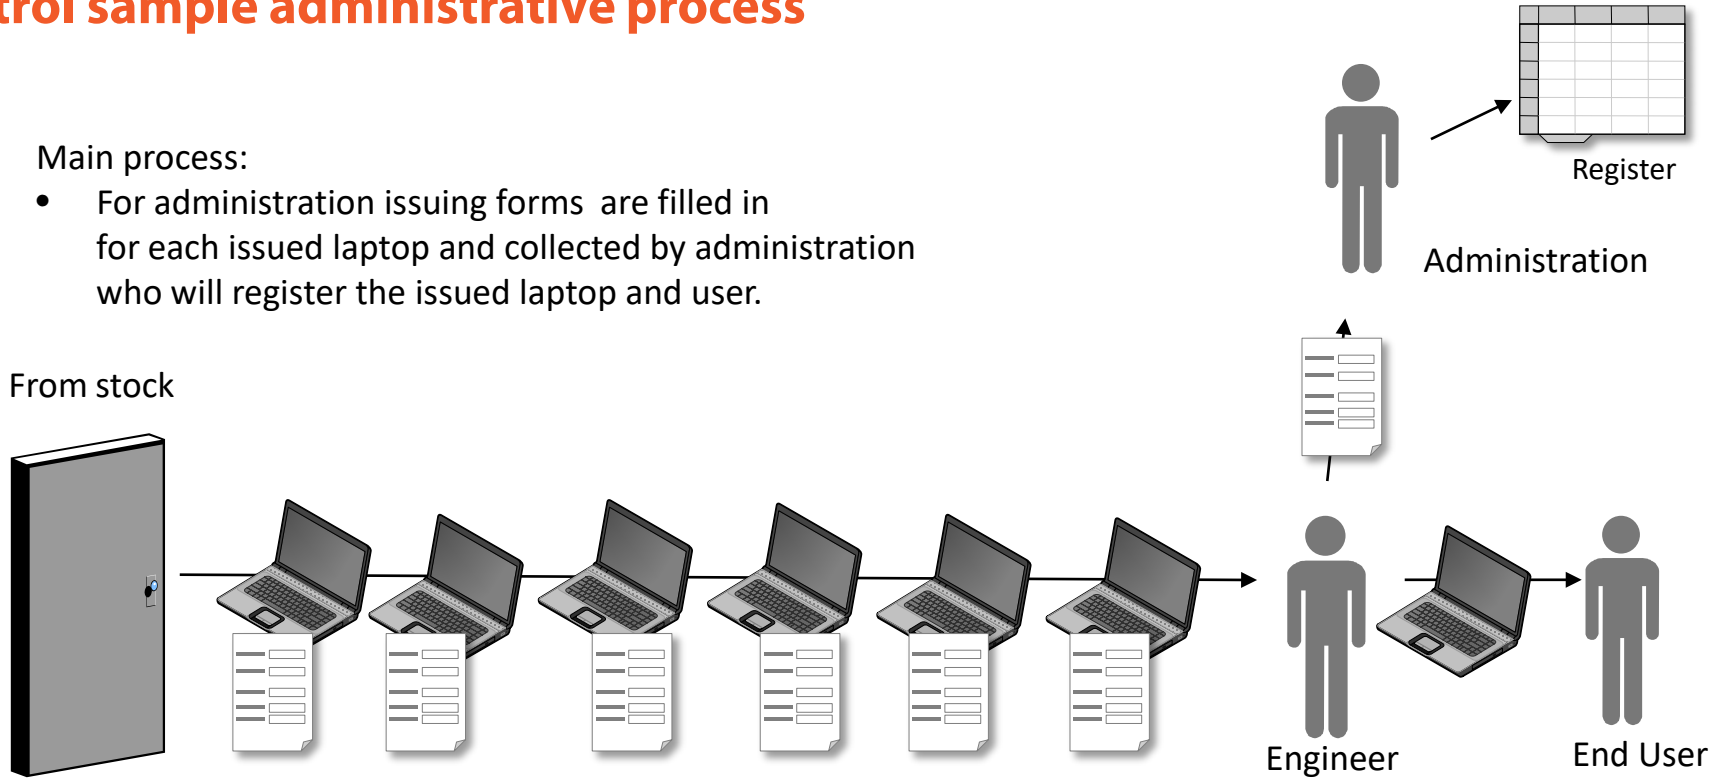 sample administrative process
Main process:
• For administration issuing forms are filled in
for each issued laptop and collected by administration
who will register the issued laptop and user.
Register
Administration
From stock
Engineer
End User